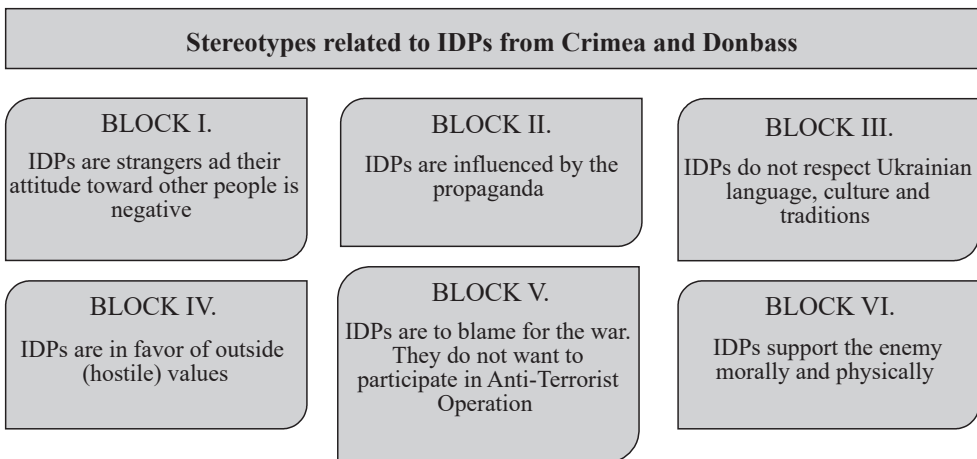 Stereotypes related to IDPs from Crimea and Donbass
BLOCK I.
IDPs are strangers ad their
attitude toward other people is
negative
BLOCK II.
IDPs are influenced by the
propaganda
BLOCK III.
IDPs do not respect Ukrainian
language, culture and
traditions
BLOCK IV.
IDPs are in favor of outside
(hostile) values
BLOCK V.
IDPs are to blame for the war.
They do not want to
participate in Anti-Terrorist
Operation
BLOCK VI.
IDPs support the enemy
morally and physically